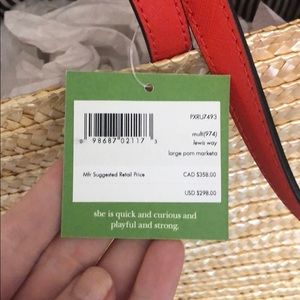 PXRU7493
multi(974)
lewis way
large pom marketa
0 98687 02117 3
Mfr Suggested Retail Price
CAD $358.00
USD $298.00
she is quick and curious and
playful and strong.